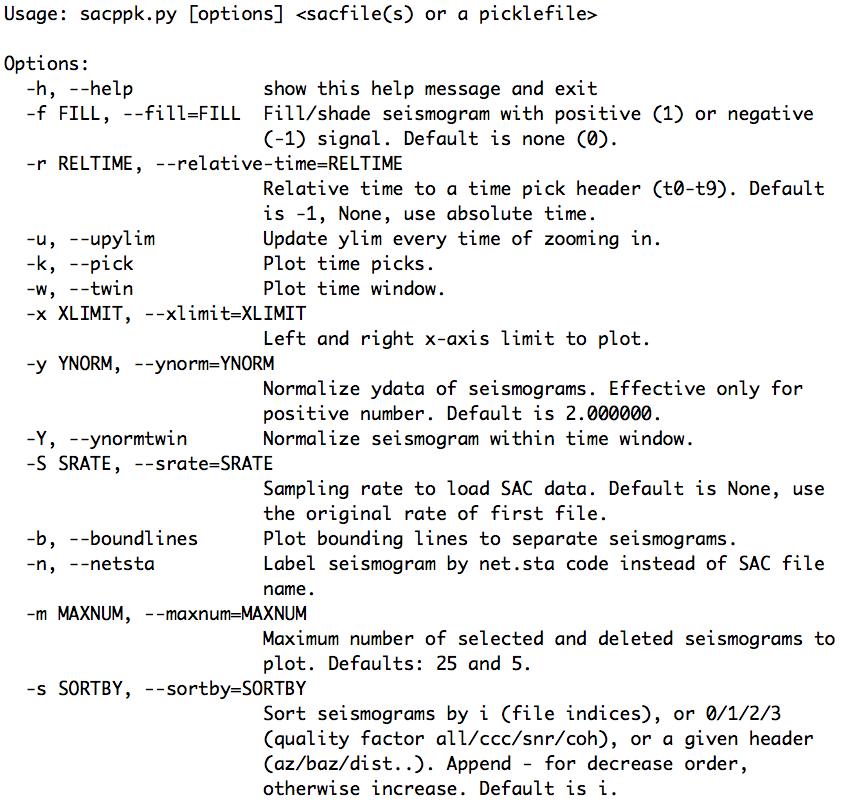 Usage: sacppk.py [options] <sacfile(s) or a picklefile>
Options:
-h, --help show this help message and exit
-f FILL, --fill=FILL Fill/shade seismogram with positive (1) or negative
(-1) signal. Default is none (0).
-r RELTIME, --relative-time=RELTIME
Relative time to a time pick header (t0-t9). Default
is -1, None, use absolute time.
-u, --upylim Update ylim every time of zooming in.
-k, --pick Plot time picks.
-w, --twin Plot time window.
-x XLIMIT, --xlimit=XLIMIT
Left and right x-axis limit to plot.
-y YNORM, --ynorm=YNORM
Normalize ydata of seismograms. Effective only for
positive number. Default is 2.000000.
-Y, --ynormtwin Normalize seismogram within time window.
-S SRATE, --srate=SRATE
Sampling rate to load SAC data. Default is None, use
the original rate of first file.
-b, --boundlines Plot bounding lines to separate seismograms.
-n, --netsta Label seismogram by net.sta code instead of SAC file
name.
-m MAXNUM, --maxnum=MAXNUM
Maximum number of selected and deleted seismograms to
plot. Defaults: 25 and 5.
-s SORTBY, --sortby=SORTBY
Sort seismograms by i (file indices), or 0/1/2/3
(quality factor all/ccc/snr/coh), or a given header
(az/baz/dist..). Append - for decrease order,
otherwise increase. Default is i.